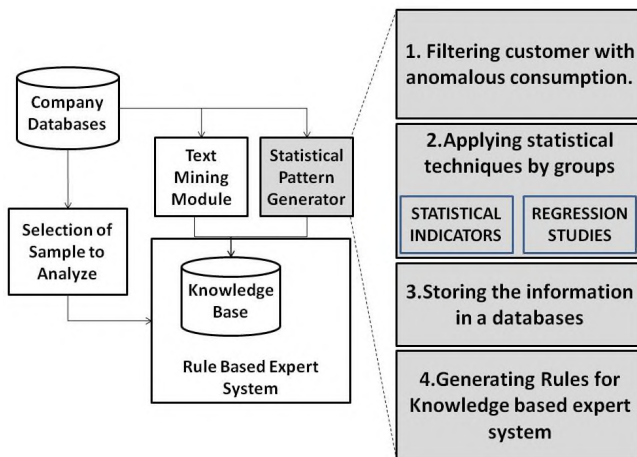 Company
Databases
Text
Mining
Module
Statistical
Pattern
Generator
Selection of
Sample to
Analyze
Knowledge
Base
Rule Based Expert
System
1. Filtering customer with
anomalous consumption.
2.Applying statistical
techniques by groups
STATISTICAL
INDICATORS
REGRESSION
STUDIES
3.Storing the information
in a databases
4.Generating Rules for
Knowledge based expert
system